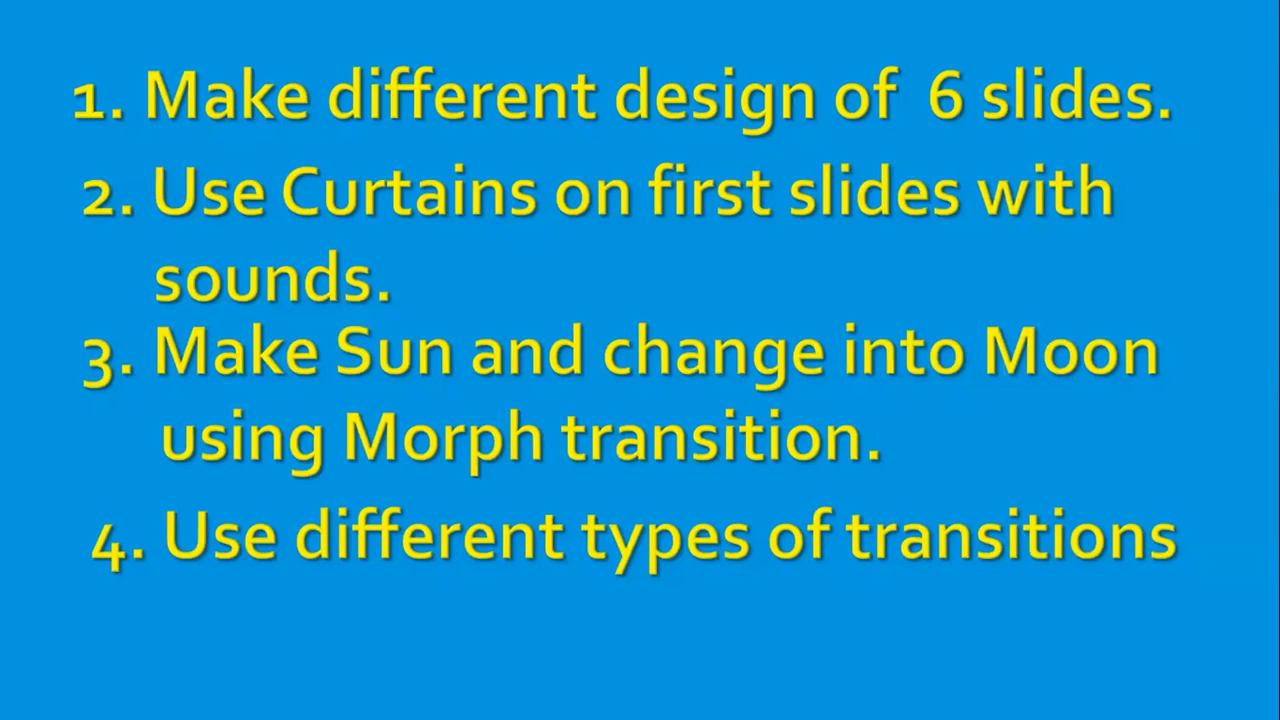 1. Make different design of 6 slides.
2. Use Curtains on first slides with
sounds.
3. Make Sun and change into Moon
using Morph transition.
4. Use different types of transitions